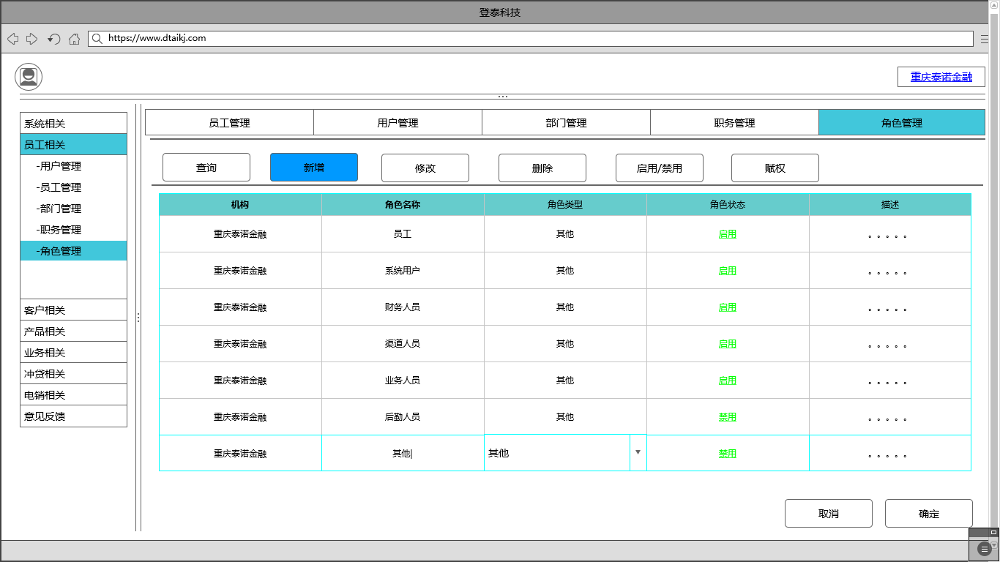 登泰科技
https://www.dtaikj.com
重庆泰诺金融
系统相关
员工相关
-用户管理
-员工管理
-部门管理
-职务管理
-角色管理
客户相关
产品相关
业务相关
冲贷相关
电销相关
意见反馈
员工管理 用户管理 部门管理 职务管理 角色管理
查询 新增 修改 删除 启用/禁用 赋权
机构 角色名称 角色类型 角色状态 描述
重庆泰诺金融 员工 其他 启用 。。。。。
重庆泰诺金融 系统用户 其他 启用 。。。。。
重庆泰诺金融 财务人员 其他 启用 。。。。。
重庆泰诺金融 渠道人员 其他 启用 。。。。。
重庆泰诺金融 业务人员 其他 启用 。。。。。
重庆泰诺金融 后勤人员 其他 禁用 。。。。。
重庆泰诺金融 其他| 其他 禁用 。。。。。
取消 确定